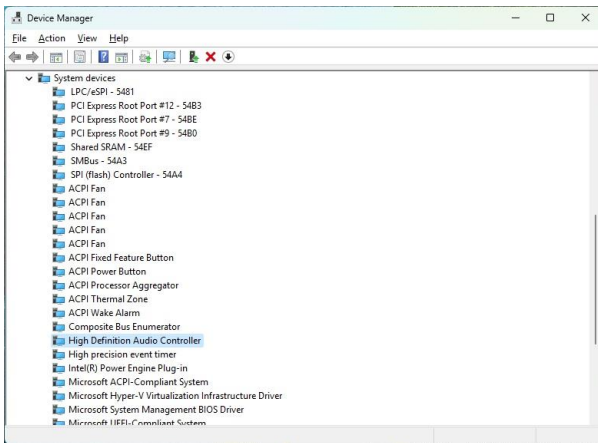 Device Manager
File Action View Help
System devices
LPC/eSPI - 5481
PCI Express Root Port #12 - 54B3
PCI Express Root Port #7 - 54BE
PCI Express Root Port #9 - 54B0
Shared SRAM - 54EF
SMBus - 54A3
SPI (flash) Controller - 54A4
ACPI Fan
ACPI Fan
ACPI Fan
ACPI Fan
ACPI Fan
ACPI Fixed Feature Button
ACPI Power Button
ACPI Processor Aggregator
ACPI Thermal Zone
ACPI Wake Alarm
Composite Bus Enumerator
High Definition Audio Controller
High precision event timer
Intel(R) Power Engine Plug-in
Microsoft ACPI-Compliant System
Microsoft Hyper-V Virtualization Infrastructure Driver
Microsoft System Management BIOS Driver
Microsoft UEFI-Compliant System